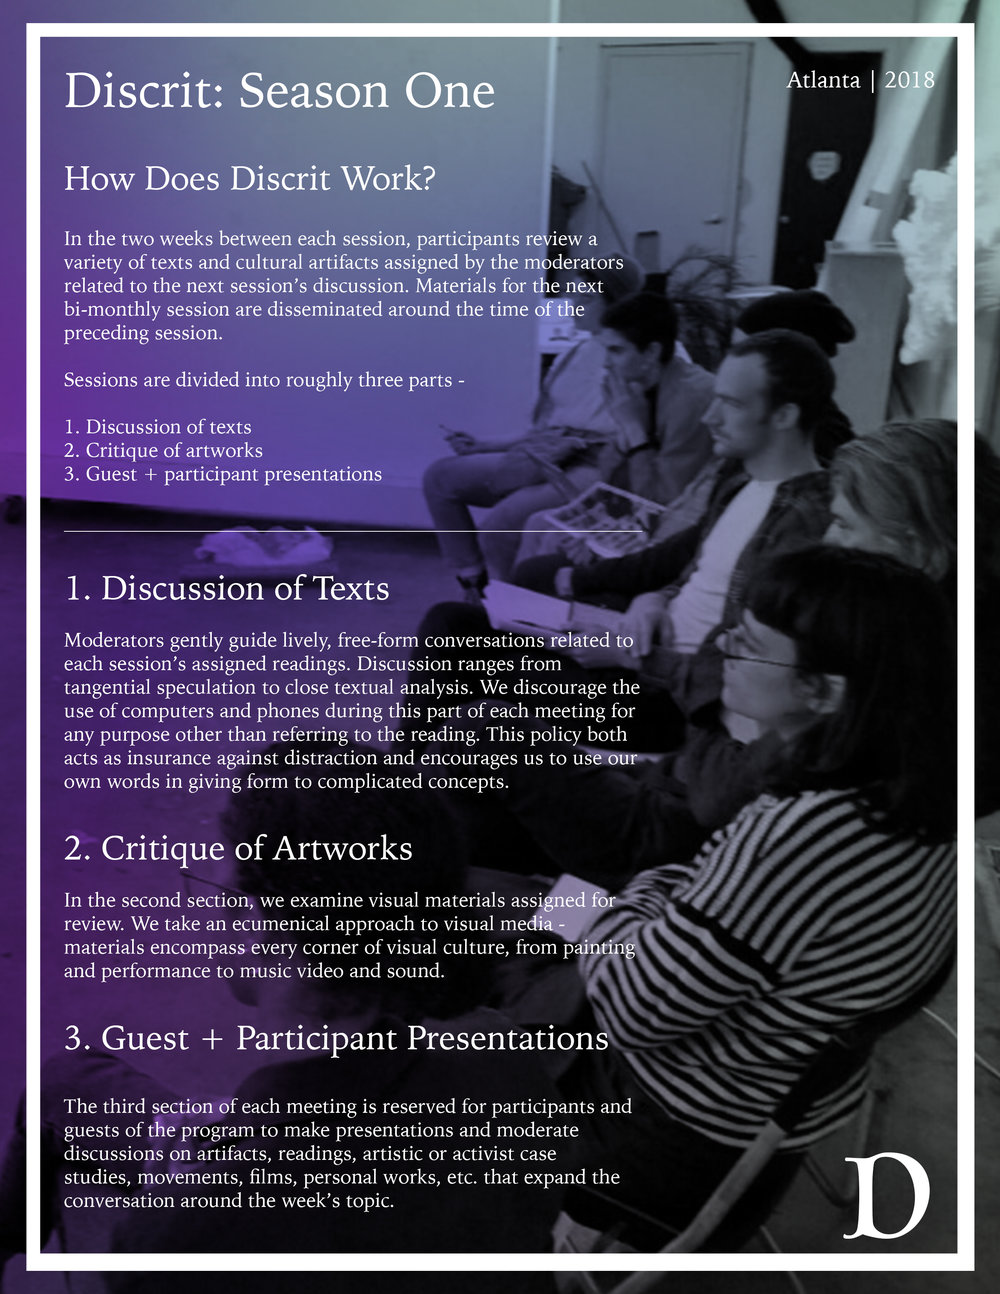 Discrit: Season One
Atlanta | 2018
How Does Discrit Work?
In the two weeks between each session, participants review a
variety of texts and cultural artifacts assigned by the moderators
related to the next session's discussion. Materials for the next
bi-monthly session are disseminated around the time of the
preceding session.
Sessions are divided into roughly three parts -
1. Discussion of texts
2. Critique of artworks
3. Guest + participant presentations
1. Discussion of Texts
Moderators gently guide lively, free-form conversations related to
each session's assigned readings. Discussion ranges from
tangential speculation to close textual analysis. We discourage the
use of computers and phones during this part of each meeting for
any purpose other than referring to the reading. This policy both
acts as insurance against distraction and encourages us to use our
own words in giving form to complicated concepts.
2. Critique of Artworks
In the second section, we examine visual materials assigned for
review. We take an ecumenical approach to visual media -
materials encompass every corner of visual culture, from painting
and performance to music video and sound.
3. Guest + Participant Presentations
The third section of each meeting is reserved for participants and
guests of the program to make presentations and moderate
discussions on artifacts, readings, artistic or activist case
studies, movements, films, personal works, etc. that expand the
conversation around the week's topic.
D